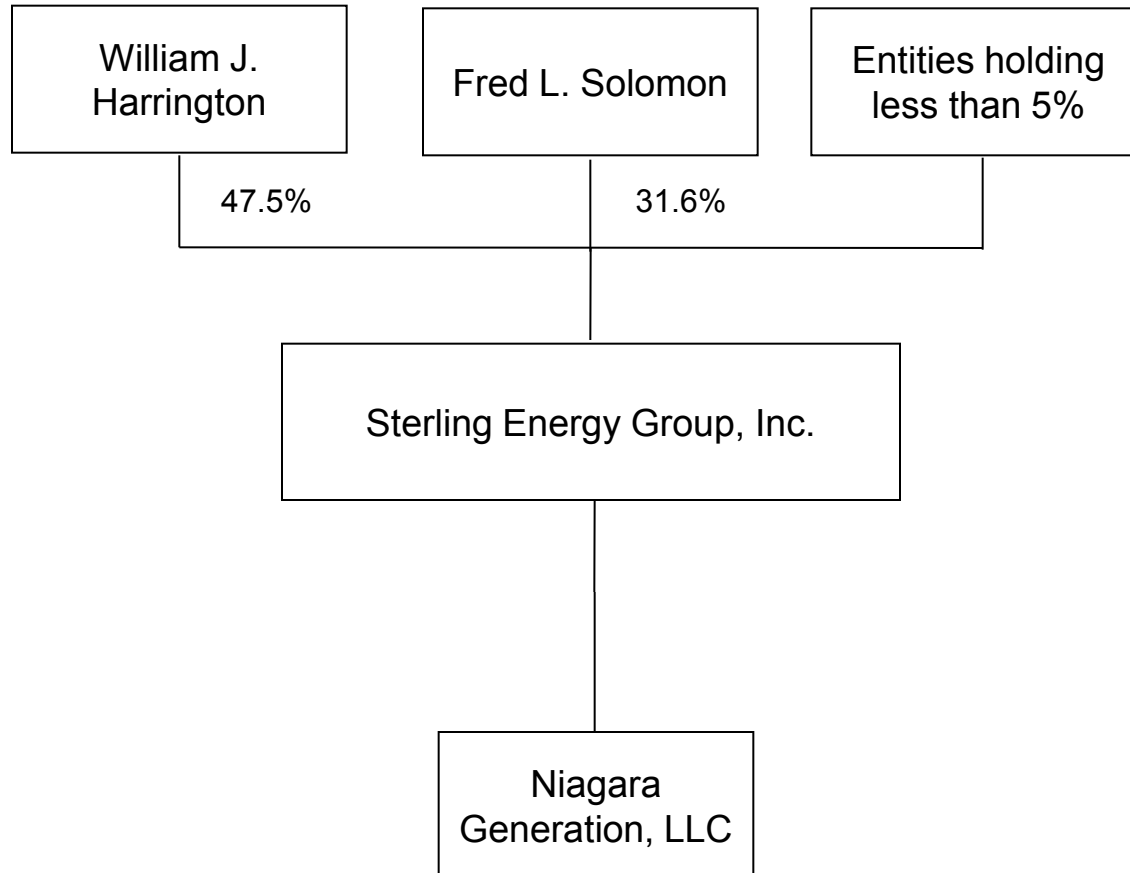 William J.
Harrington
Fred L. Solomon
Entities holding
less than 5%
47.5%
31.6%
Sterling Energy Group, Inc.
Niagara
Generation, LLC